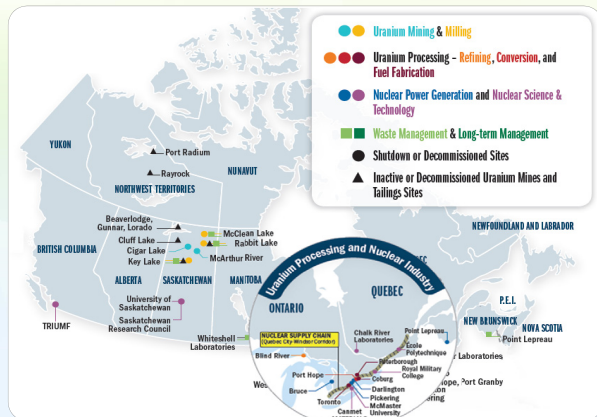 Uranium Mining & Milling
Uranium Processing – Refining, Conversion, and
Fuel Fabrication
Nuclear Power Generation and Nuclear Science &
Technology
Waste Management & Long-term Management
Shutdown or Decommissioned Sites
Inactive or Decommissioned Uranium Mines and
Tailings Sites
YUKON
Port Radium
Rayrock
NUNAVUT
NORTHWEST TERRITORIES
Beaverlodge,
Gunnar, Lorado
Cluff Lake
Cigar Lake
Key Lake
McClean Lake
Rabbit Lake
McArthur River
BRITISH COLUMBIA
ALBERTA
SASKATCHEWAN
MANITOBA
University of
Saskatchewan
Saskatchewan
Research Council
TRIUMF
Whiteshell
Laboratories
NEWFOUNDLAND AND LABRADOR
P.E.I.
NEW BRUNSWICK
NOVA SCOTIA
Point Lepreau
Uranium Processing and Nuclear Industry
ONTARIO
QUEBEC
NUCLEAR SUPPLY CHAIN
(Quebec City-Windsor Corridor)
Blind River
Chalk River
Laboratories
Point Lepreau
École
Polytechnique
Peterborough
Royal Military
College
Port Hope
Bruce
Coburg
Darlington
Pickering
McMaster
University
Toronto
Canmet
Laboratories
ope, Port Granby